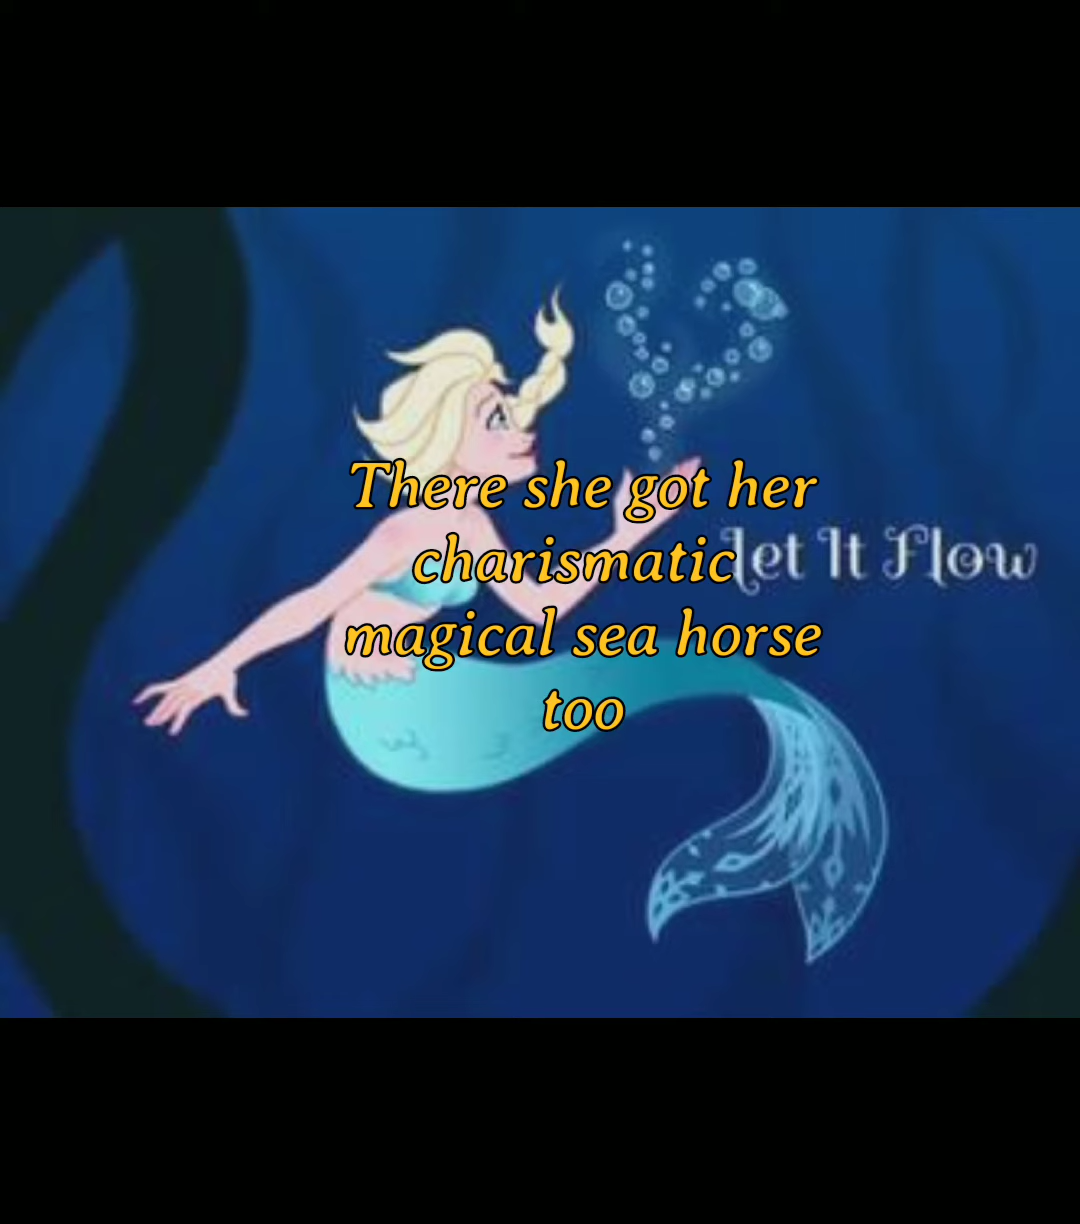 There she got her
charismatic
Let It Flow
magical sea horse
too